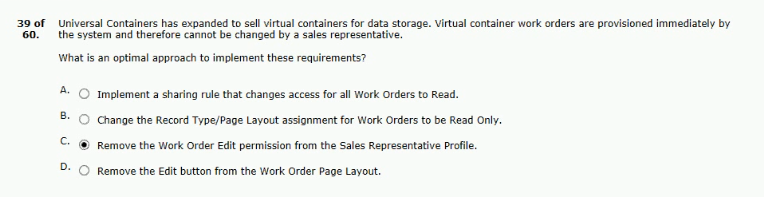 39 of Universal Containers has expanded to sell virtual containers for data storage. Virtual container work orders are provisioned immediately by
60. the system and therefore cannot be changed by a sales representative.
What is an optimal approach to implement these requirements?
A. Implement a sharing rule that changes access for all Work Orders to Read.
B. Change the Record Type/Page Layout assignment for Work Orders to be Read Only.
C. Remove the Work Order Edit permission from the Sales Representative Profile.
D. Remove the Edit button from the Work Order Page Layout.